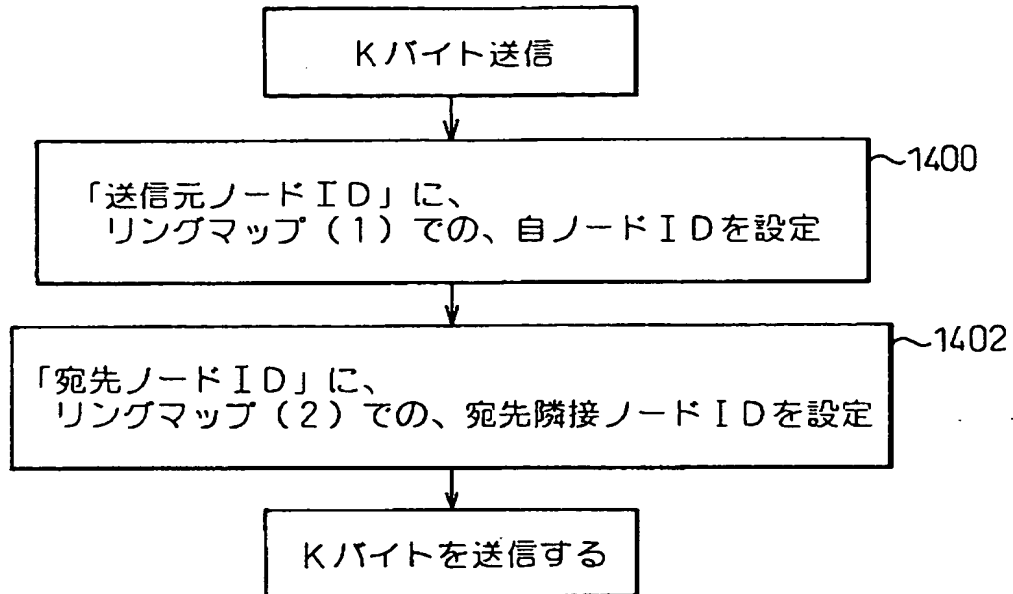 Kバイト送信
1400
「送信元ノードID」に、
リングマップ(1)での、自ノードIDを設定
1402
「宛先ノードID」に、
リングマップ(2)での、宛先隣接ノードIDを設定
Kバイトを送信する